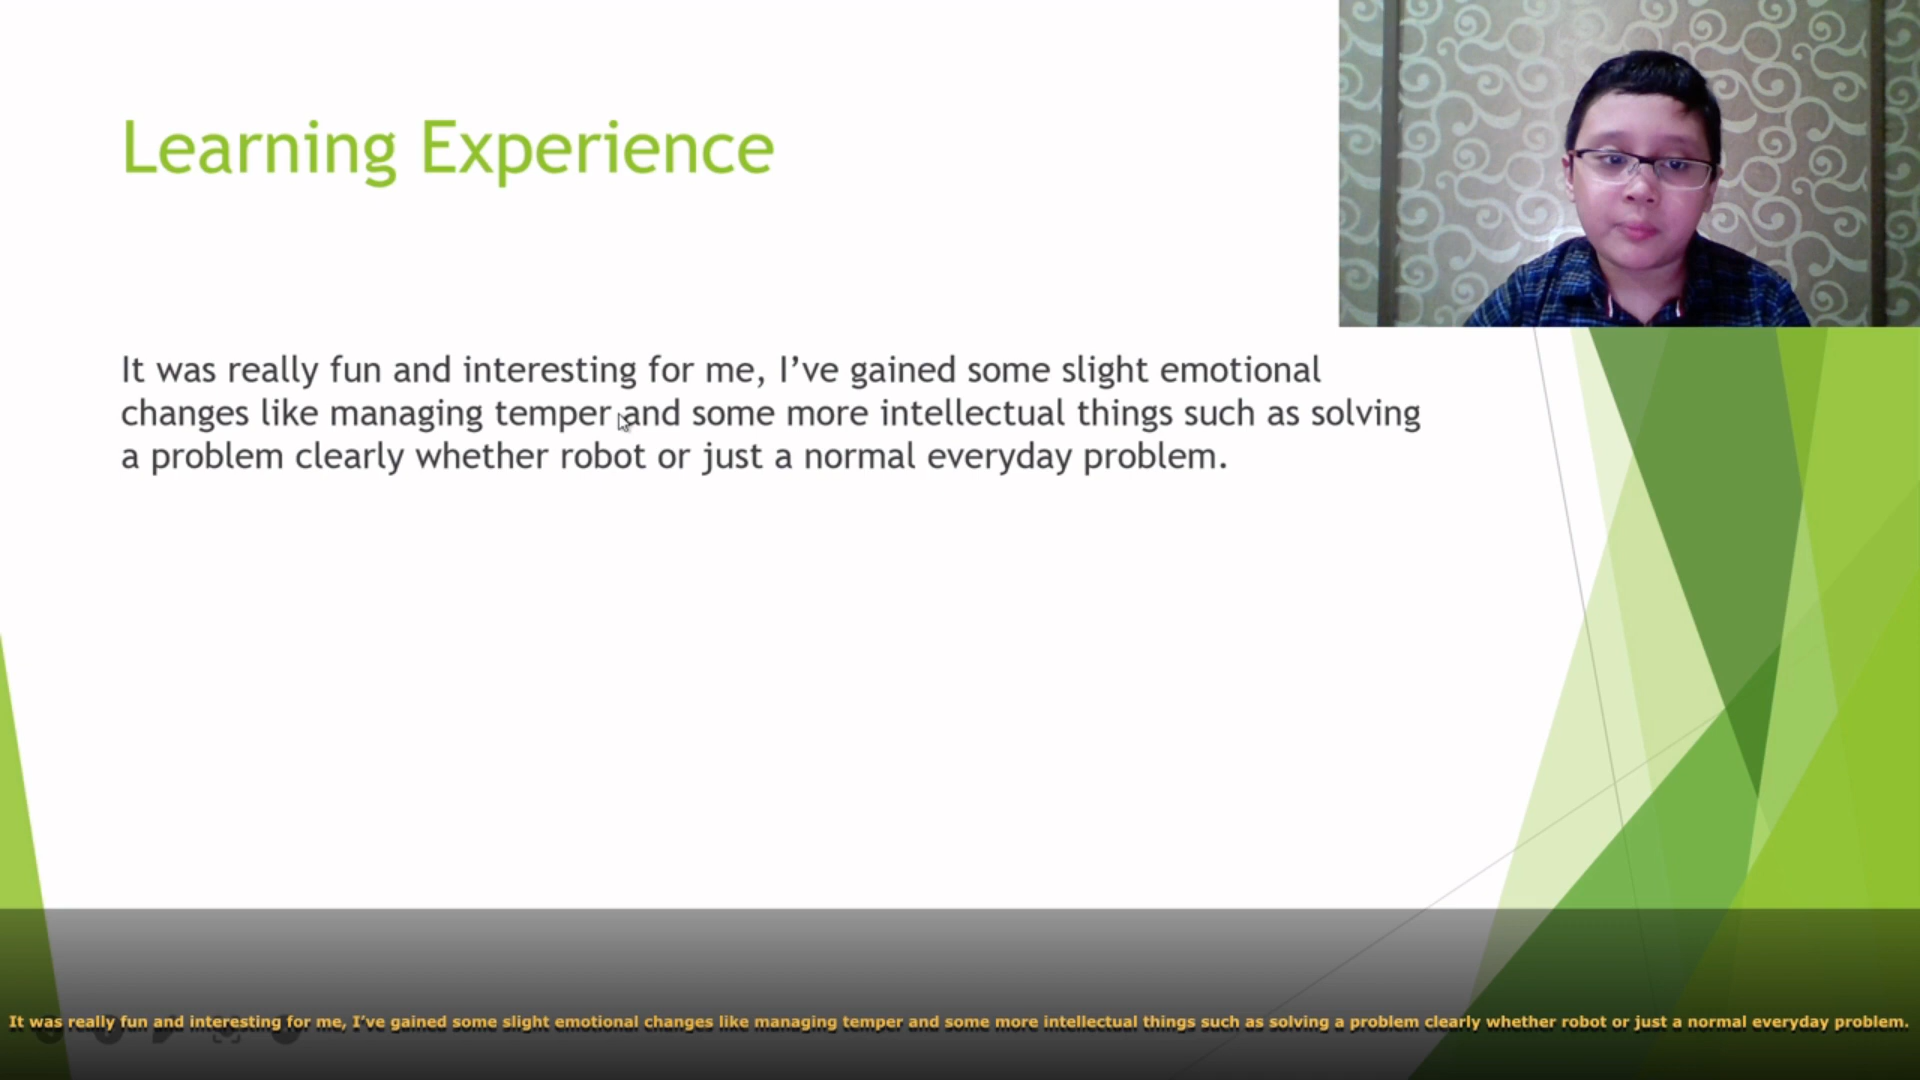 Learning Experience
It was really fun and interesting for me, I’ve gained some slight emotional
changes like managing temper and some more intellectual things such as solving
a problem clearly whether robot or just a normal everyday problem.
It was really fun and interesting for me, I’ve gained some slight emotional changes like managing temper and some more intellectual things such as solving a problem clearly whether robot or just a normal everyday problem.